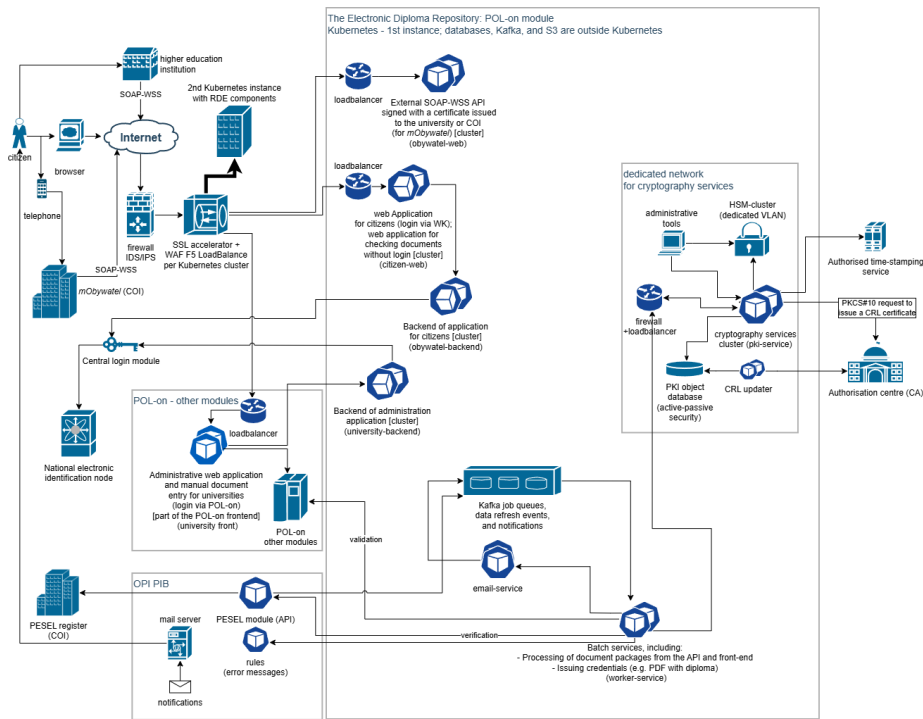 The Electronic Diploma Repository: POL-on module
Kubernetes - 1st instance; databases, Kafka, and S3 are outside Kubernetes
higher education
institution
SOAP-WSS
2nd Kubernetes instance
with RDE components
Internet
citizen
browser
telephone
firewall
IDS/IPS
SSL accelerator +
WAF F5 LoadBalance
per Kubernetes cluster
SOAP-WSS
mObywatel (COI)
loadbalancer
External SOAP-WSS API
signed with a certificate issued
to the university or COI
(for mObywatel) [cluster]
(obywatel-web)
loadbalancer
web Application
for citizens (login via WK);
web application for
checking documents
without login [cluster]
(citizen-web)
Backend of application
for citizens [cluster]
(obywatel-backend)
Central login module
National electronic
identification node
Backend of administration
application [cluster]
(university-backend)
dedicated network
for cryptography services
administrative
tools
HSM-cluster
(dedicated VLAN)
firewall
+loadbalancer
cryptography services
cluster (pki-service)
PKI object
database
(active-passive
security)
CRL updater
Authorised time-stamping
service
PKCS#10 request to
issue a CRL certificate
Authorisation centre (CA)
POL-on - other modules
loadbalancer
Administrative web application
and manual document
entry for universities
(login via POL-on)
[part of the POL-on frontend]
(university front)
POL-on
other modules
validation
Kafka job queues,
data refresh events,
and notifications
email-service
OPI PIB
PESEL register
(COI)
mail server
PESEL module (API)
verification
rules
(error messages)
notifications
Batch services, including:
- Processing of document packages from the API and front-end
- Issuing credentials (e.g. PDF with diploma)
(worker-service)